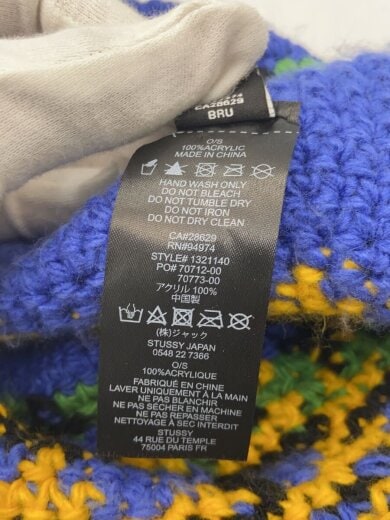 CA28629
BRU
O/S
100%ACRYLIC
MADE IN CHINA
HAND WASH ONLY
DO NOT BLEACH
DO NOT TUMBLE DRY
DO NOT IRON
DO NOT DRY CLEAN
CA#28629
RN#94974
STYLE# 1321140
PO# 70712-00
70773-00
アクリル 100%
中国製
(株)ジャック
STUSSY JAPAN
0548 22 7366
O/S
100%ACRYLIQUE
FABRIQUÉ EN CHINE
LAVER UNIQUEMENT À LA MAIN
NE PAS BLANCHIR
NE PAS SÉCHER EN MACHINE
NE PAS REPASSER
NETTOYAGE À SEC INTERDIT
STUSSY
44 RUE DU TEMPLE
75004 PARIS FR